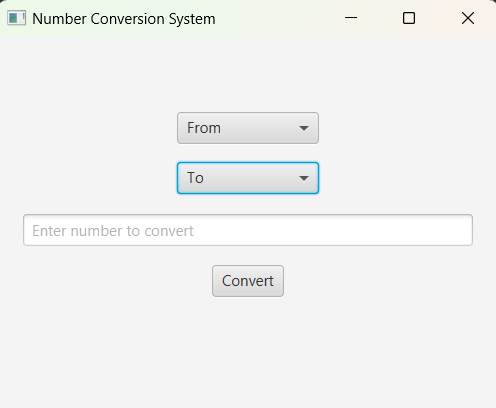 Number Conversion System
From
To
Enter number to convert
Convert